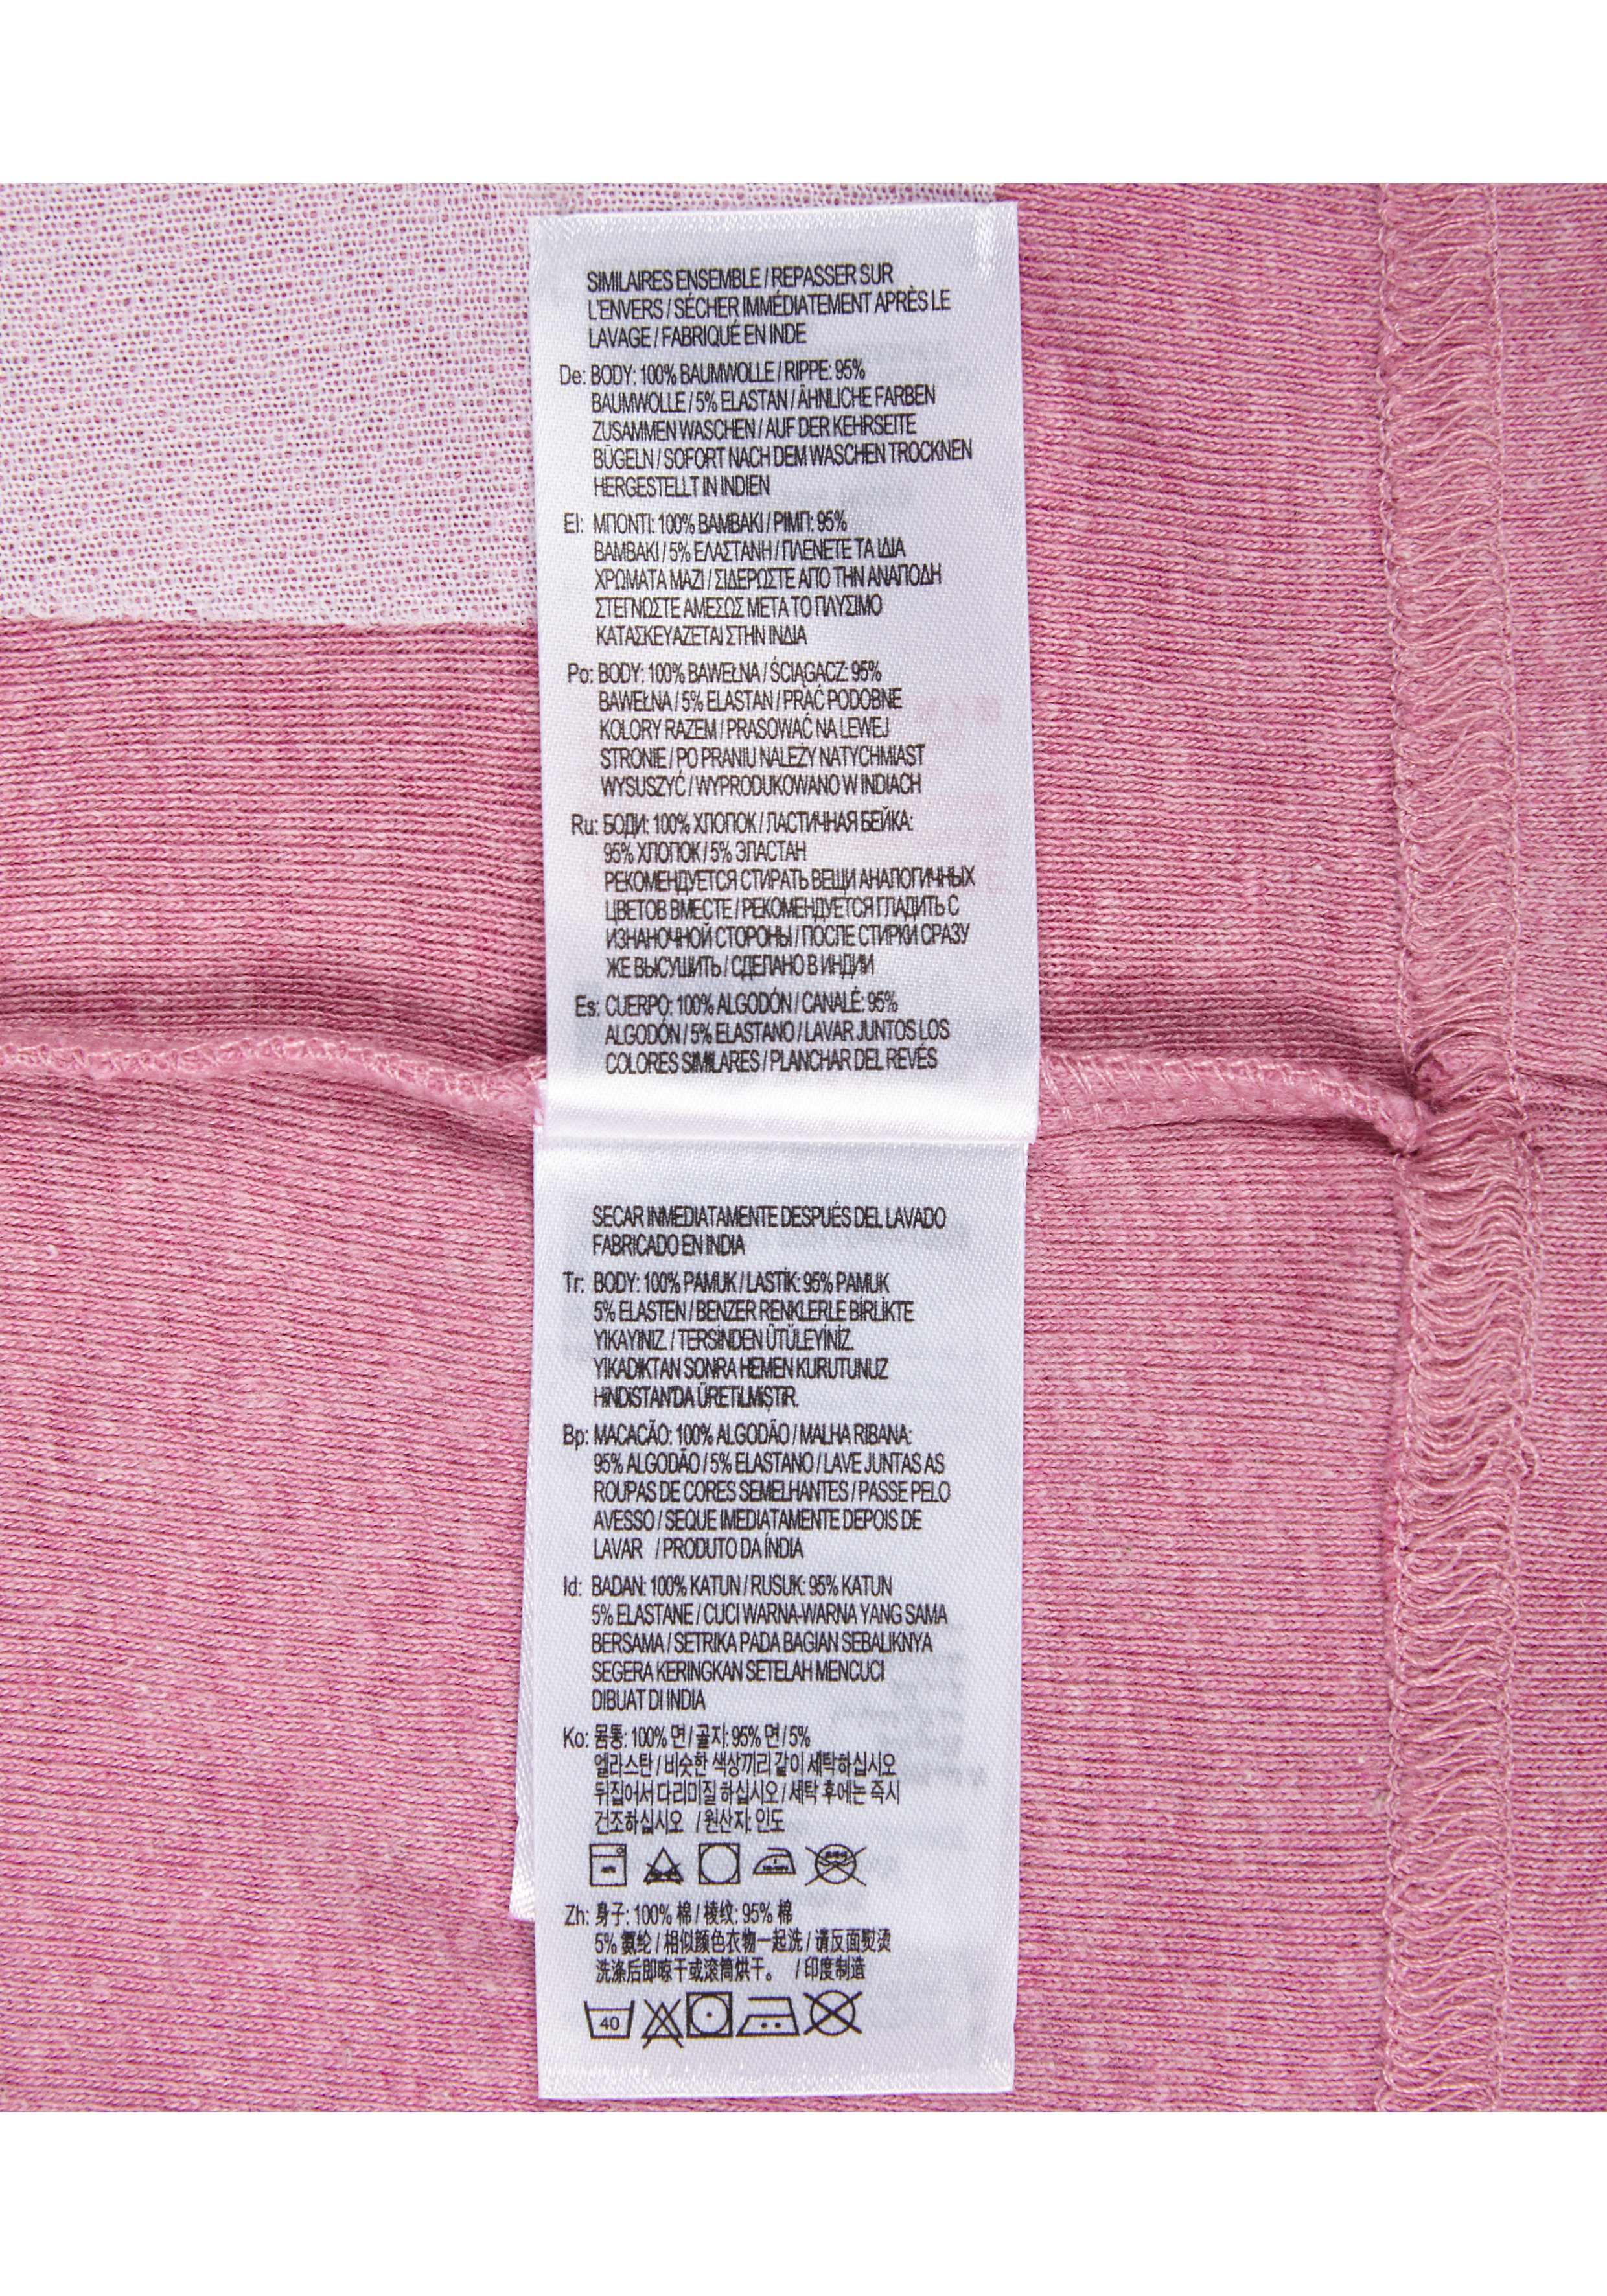 SIMILAIRES ENSEMBLE / REPASSER SUR
L'ENVERS / SÉCHER IMMÉDIATEMENT APRÈS LE
LAVAGE / FABRIQUÉ EN INDE
De: BODY: 100% BAUMWOLLE / RIPPE: 95%
BAUMWOLLE / 5% ELASTAN / ÄHNLICHE FARBEN
ZUSAMMEN WASCHEN / AUF DER KEHRSEITE
BÜGELN / SOFORT NACH DEM WASCHEN TROCKNEN
HERGESTELLT IN INDIEN
El: ΜΠΟΝΤΙ: 100% ΒΑΜΒΑΚΙ / ΡΙΜΠ: 95%
ΒΑΜΒΑΚΙ / 5% ΕΛΑΣΤΑΝΗ / ΠΛΕΝΕΤΕ ΤΑ ΙΔΙΑ
ΧΡΩΜΑΤΑ ΜΑΖΙ / ΣΙΔΕΡΩΣΤΕ ΑΠΟ ΤΗΝ ΑΝΑΠΟΔΗ
ΣΤΕΓΝΩΣΤΕ ΑΜΕΣΩΣ ΜΕΤΑ ΤΟ ΠΛΥΣΙΜΟ
ΚΑΤΑΣΚΕΥΑΖΕΤΑΙ ΣΤΗΝ ΙΝΔΙΑ
Po: BODY: 100% BAWEŁNA / ŚCIĄGACZ: 95%
BAWEŁNA / 5% ELASTAN / PRAĆ PODOBNE
KOLORY RAZEM / PRASOWAĆ NA LEWEJ
STRONIE / PO PRANIU NALEŻY NATYCHMIAST
WYSUSZYĆ / WYPRODUKOWANO W INDIACH
Ru: БОДИ: 100% ХЛОПОК / ЛАСТИЧНАЯ БЕЙКА:
95% ХЛОПОК / 5% ЭЛАСТАН
РЕКОМЕНДУЕТСЯ СТИРАТЬ ВЕЩИ АНАЛОГИЧНЫХ
ЦВЕТОВ ВМЕСТЕ / РЕКОМЕНДУЕТСЯ ГЛАДИТЬ С
ИЗНАНОЧНОЙ СТОРОНЫ / ПОСЛЕ СТИРКИ СРАЗУ
ЖЕ ВЫСУШИТЬ / СДЕЛАНО В ИНДИИ
Es: CUERPO: 100% ALGODÓN / CANALÉ: 95%
ALGODÓN / 5% ELASTANO / LAVAR JUNTOS LOS
COLORES SIMILARES / PLANCHAR DEL REVÉS
SECAR INMEDIATAMENTE DESPUÉS DEL LAVADO
FABRICADO EN INDIA
Tr: BODY: 100% PAMUK / LASTİK: 95% PAMUK
5% ELASTEN / BENZER RENKLERLE BİRLİKTE
YIKAYINIZ. / TERSİNDEN ÜTÜLEYİNİZ.
YIKADIKTAN SONRA HEMEN KURUTUNUZ
HİNDİSTAN'DA ÜRETİLMİŞTİR.
Bp: MACACÃO: 100% ALGODÃO / MALHA RIBANA:
95% ALGODÃO / 5% ELASTANO / LAVE JUNTAS AS
ROUPAS DE CORES SEMELHANTES / PASSE PELO
AVESSO / SEQUE IMEDIATAMENTE DEPOIS DE
LAVAR / PRODUTO DA ÍNDIA
Id: BADAN: 100% KATUN / RUSUK: 95% KATUN
5% ELASTANE / CUCI WARNA-WARNA YANG SAMA
BERSAMA / SETRIKA PADA BAGIAN SEBALIKNYA
SEGERA KERINGKAN SETELAH MENCUCI
DIBUAT DI INDIA
Ko: 몸통: 100% 면 / 골지: 95% 면 / 5%
엘라스탄 / 비슷한 색상끼리 같이 세탁하십시오
뒤집어서 다리미질 하십시오 / 세탁 후에는 즉시
건조하십시오 / 원산지: 인도
Zh: 身子: 100% 棉 / 棱纹: 95% 棉
5% 氨纶 / 相似颜色衣物一起洗 / 请反面熨烫
洗涤后即晾干或滚筒烘干。 / 印度制造
40